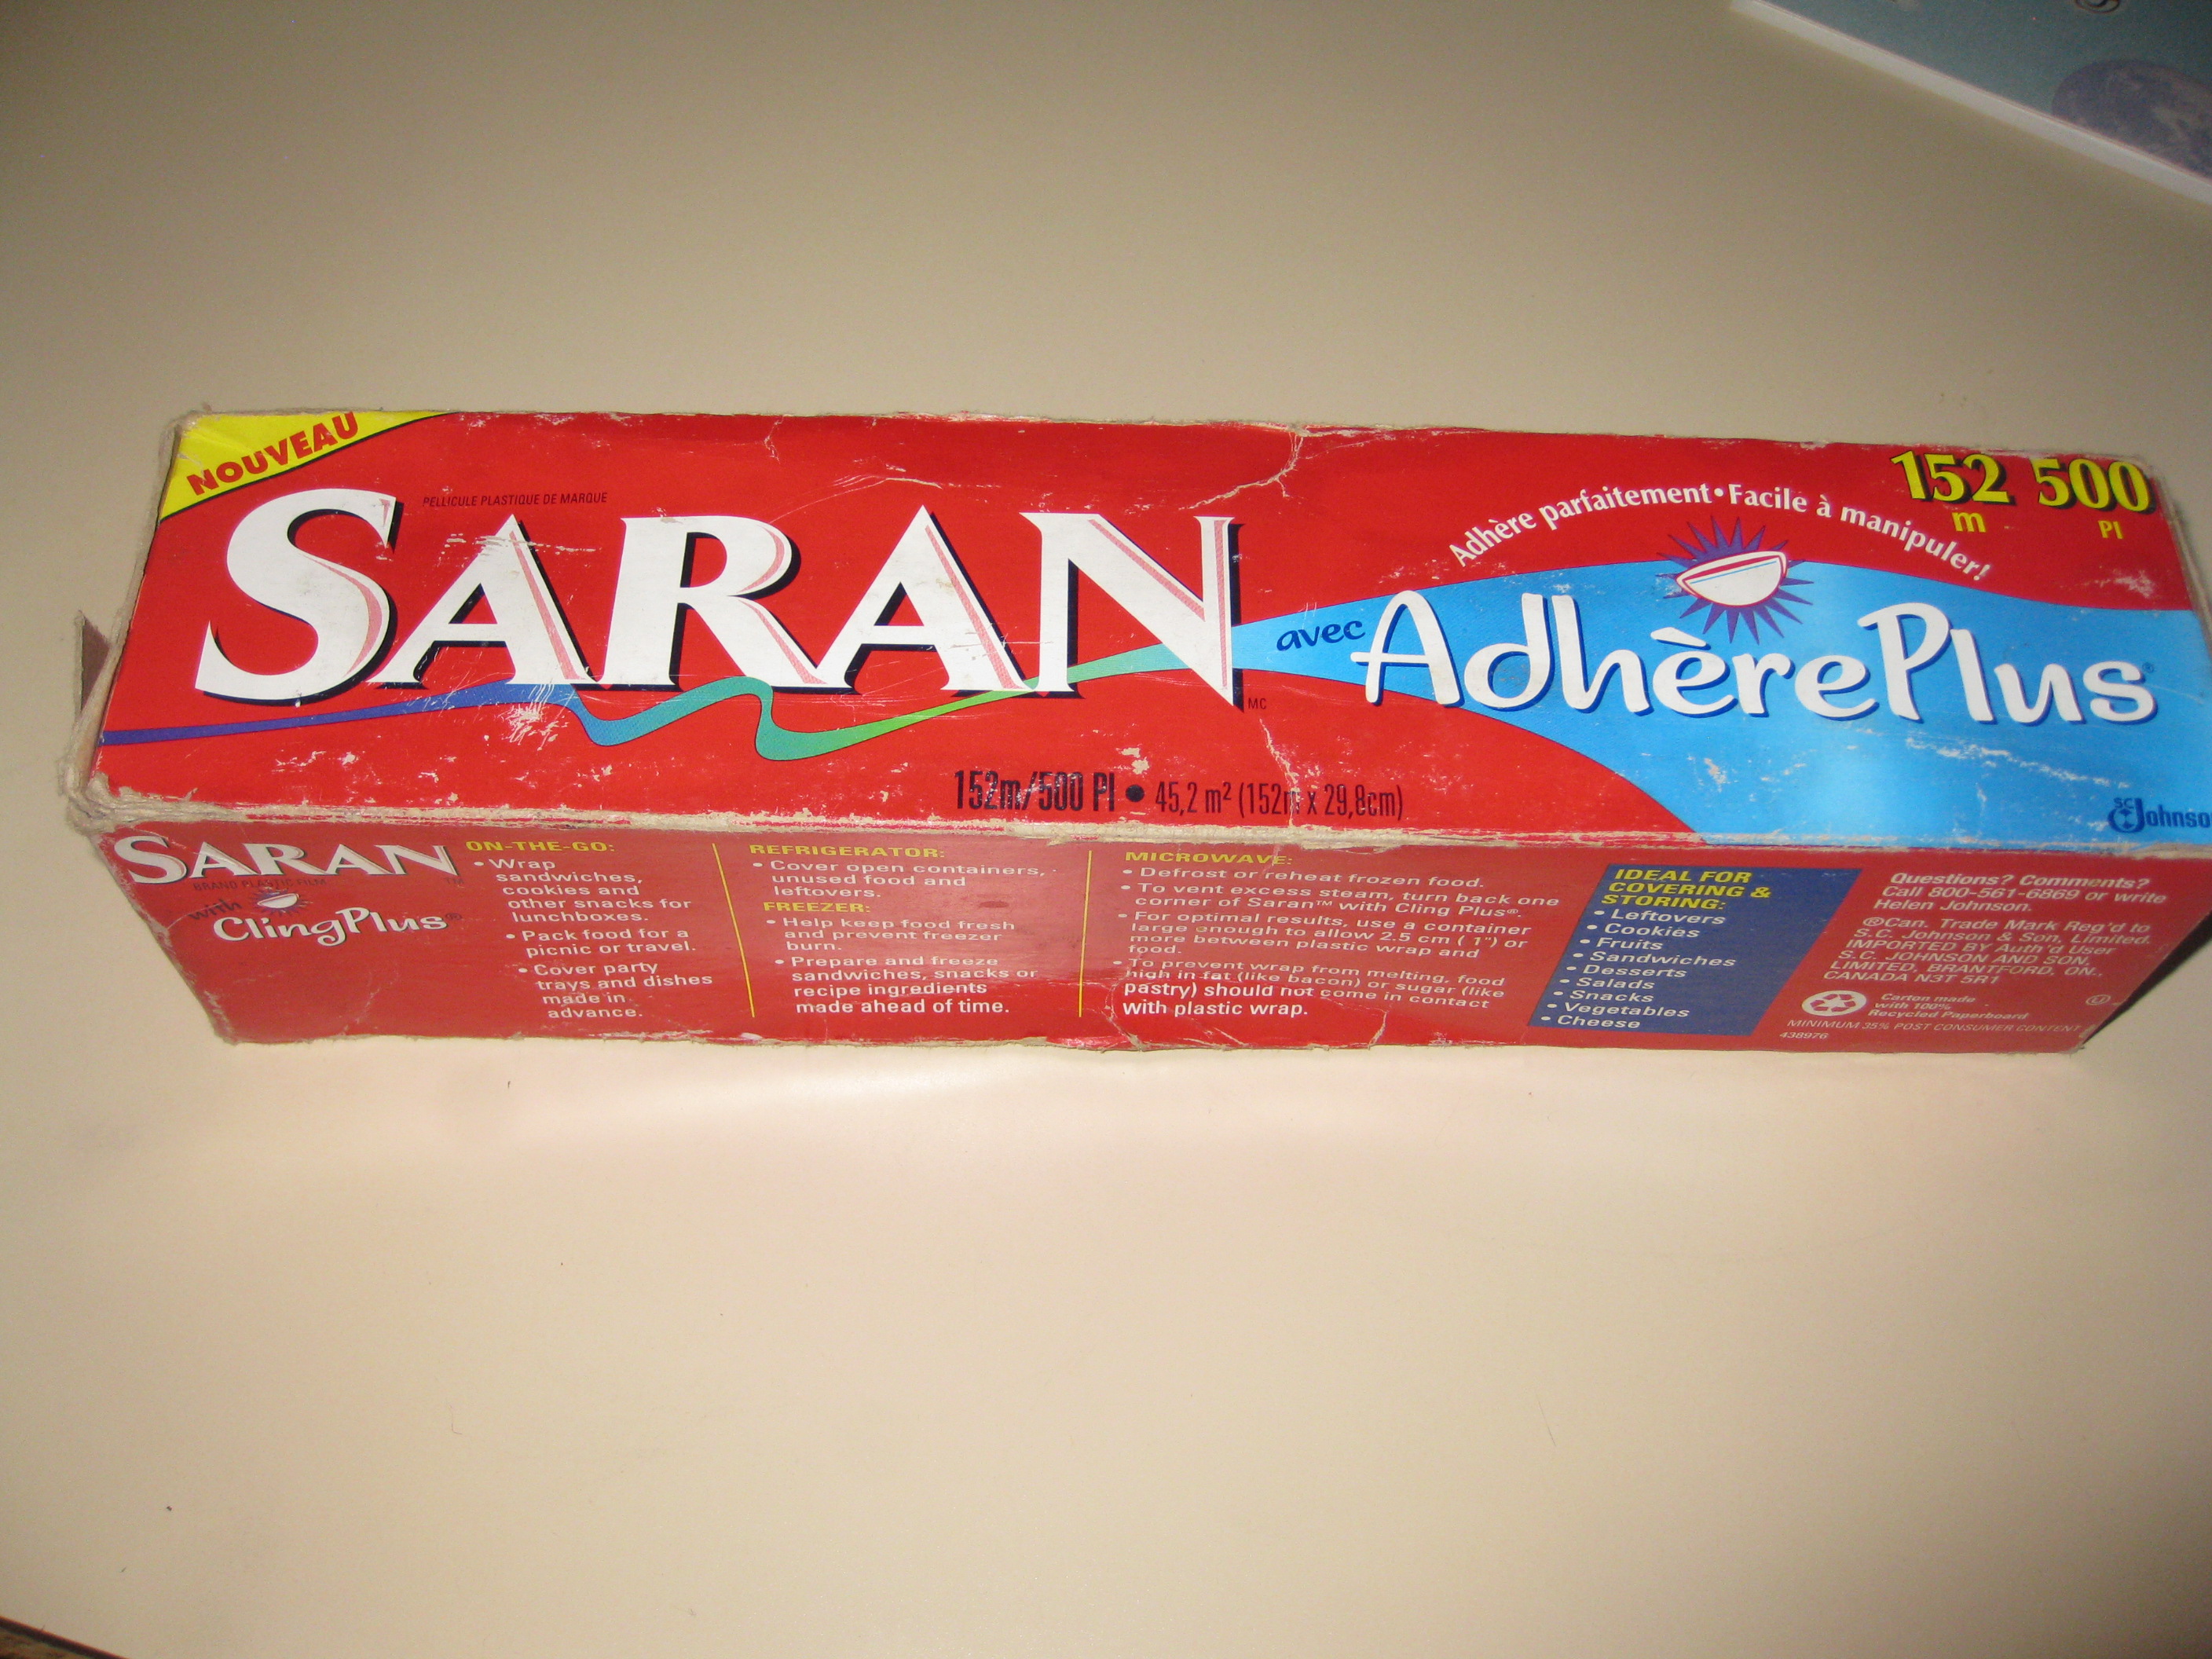 NOUVEAU
PELLICULE PLASTIQUE DE MARQUE
SARAN
MC
avec AdhèrePlus®
Adhère parfaitement • Facile à manipuler!
152 500
m PI
152m/500 PI • 45,2 m² (152m x 29,8cm)
SC Johnso
SARAN
BRAND PLASTIC FILM
TM
with
ClingPlus®
ON-THE-GO:
• Wrap
sandwiches,
cookies and
other snacks for
lunchboxes.
• Pack food for a
picnic or travel.
• Cover party
trays and dishes
made in
advance.
REFRIGERATOR:
• Cover open containers,
unused food and
leftovers.
FREEZER:
• Help keep food fresh
and prevent freezer
burn.
• Prepare and freeze
sandwiches, snacks or
recipe ingredients
made ahead of time.
MICROWAVE:
• Defrost or reheat frozen food.
• To vent excess steam, turn back one
corner of Saran™ with Cling Plus®.
• For optimal results, use a container
large enough to allow 2.5 cm ( 1") or
more between plastic wrap and
food.
• To prevent wrap from melting, food
high in fat (like bacon) or sugar (like
pastry) should not come in contact
with plastic wrap.
IDEAL FOR
COVERING &
STORING:
• Leftovers
• Cookies
• Fruits
• Sandwiches
• Desserts
• Salads
• Snacks
• Vegetables
• Cheese
Questions? Comments?
Call 800-561-6869 or write
Helen Johnson.
®Can. Trade Mark Reg'd to
S.C. Johnson & Son, Limited.
IMPORTED BY Auth'd User
S.C. JOHNSON AND SON,
LIMITED, BRANTFORD, ON.,
CANADA N3T 5R1
Carton made
with 100%
Recycled Paperboard
MINIMUM 35% POST CONSUMER CONTENT
438976